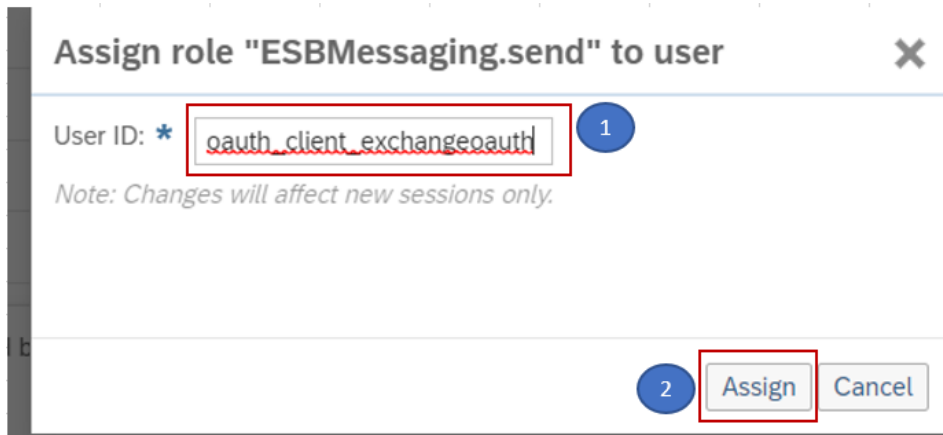 Assign role "ESBMessaging.send" to user
User ID: * oauth_client_exchangeoauth 1
Note: Changes will affect new sessions only.
d b
2 Assign Cancel